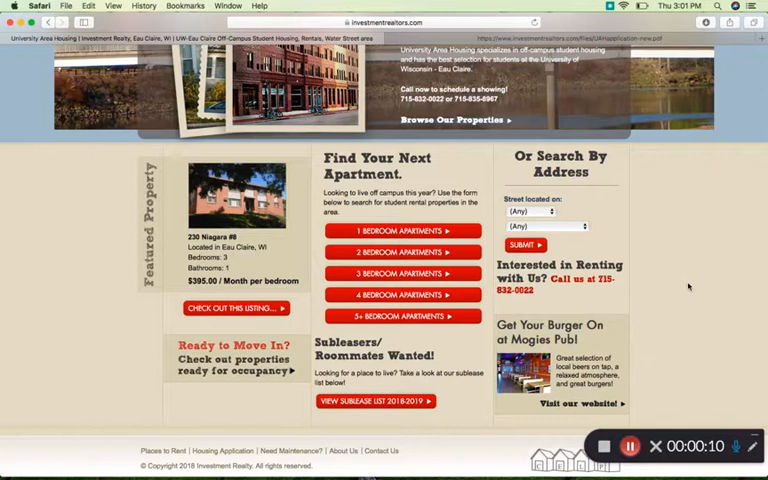 Safari File Edit View History Bookmarks Window Help
Thu 3:01 PM
investmentrealtors.com
University Area Housing | Investment Realty, Eau Claire, WI | UW-Eau Claire Off-Campus Student Housing, Rentals, Water Street area
University Area Housing specializes in off-campus student housing
and has the best selection for students at the University of
Wisconsin - Eau Claire.
Call now to schedule a showing!
715-832-0022 or 715-835-8967
Browse Our Properties
Featured Property
230 Niagara #8
Located in Eau Claire, WI
Bedrooms: 3
Bathrooms: 1
$395.00 / Month per bedroom
CHECK OUT THIS LISTING...
Ready to Move In?
Check out properties
ready for occupancy
Find Your Next
Apartment.
Looking to live off campus this year? Use the form
below to search for student rental properties in the
area.
1 BEDROOM APARTMENTS
2 BEDROOM APARTMENTS
3 BEDROOM APARTMENTS
4 BEDROOM APARTMENTS
5+ BEDROOM APARTMENTS
Subleasers/
Roommates Wanted!
Looking for a place to live? Take a look at our sublease
list below!
VIEW SUBLEASE LIST 2018-2019
Or Search By
Address
Street located on:
(Any)
(Any)
SUBMIT
Interested in Renting
with Us? Call us at 715-
832-0022
Get Your Burger On
at Mogies Pub!
Great selection of
local beers on tap, a
relaxed atmosphere,
and great burgers!
Visit our website!
00:00:10
Places to Rent | Housing Application | Need Maintenance? | About Us | Contact Us
© Copyright 2018 Investment Realty. All rights reserved.